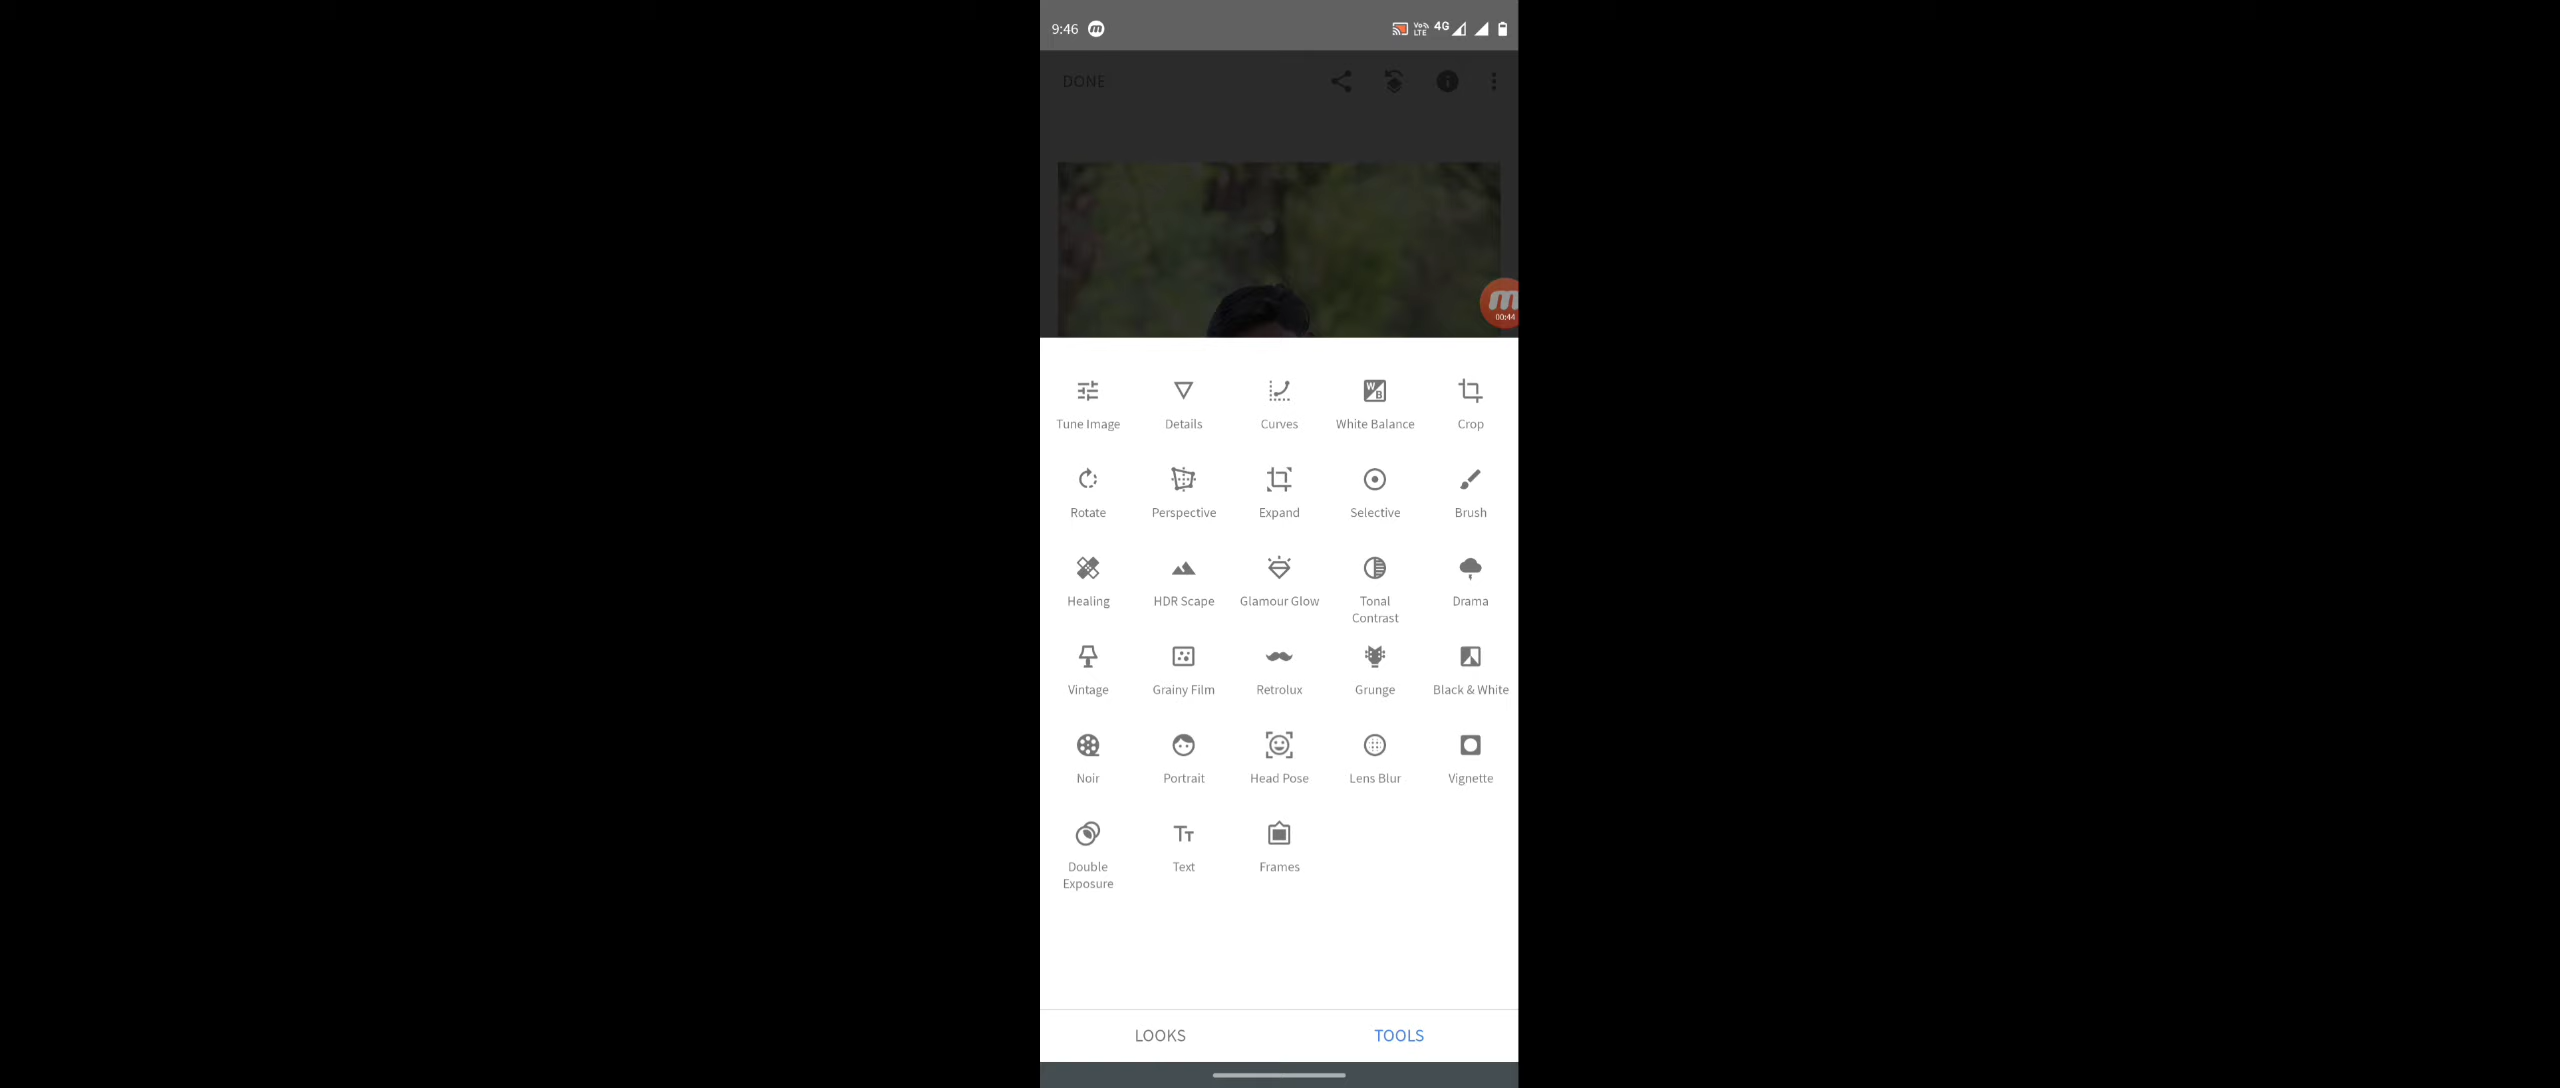 9:46 m VoLTE 4G
DONE
m
00:44
Tune Image Details Curves White Balance Crop
Rotate Perspective Expand Selective Brush
Healing HDR Scape Glamour Glow Tonal Drama
Contrast
Vintage Grainy Film Retrolux Grunge Black & White
Noir Portrait Head Pose Lens Blur Vignette
Double Text Frames
Exposure
LOOKS TOOLS